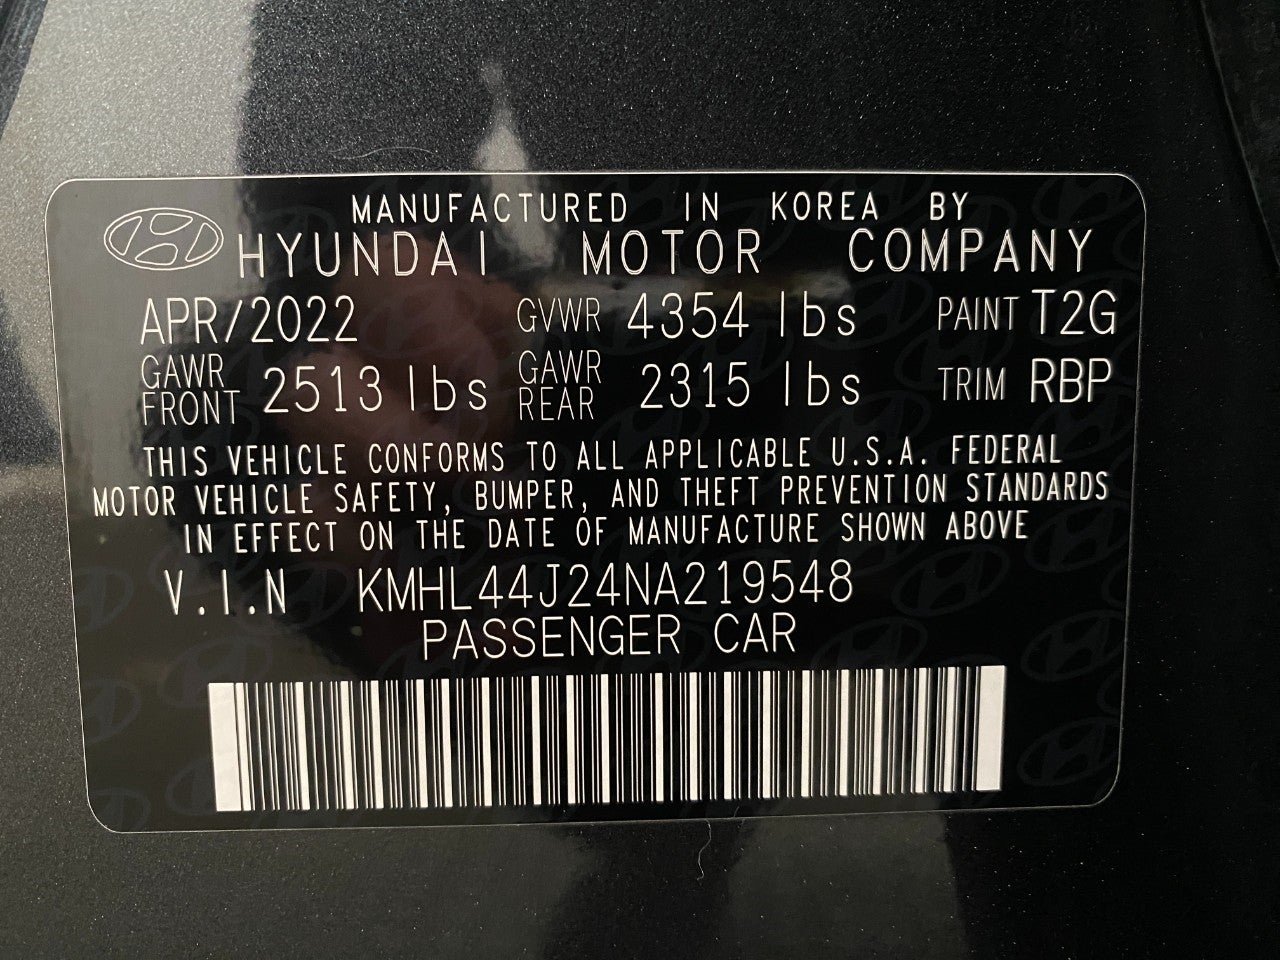 MANUFACTURED IN KOREA BY
HYUNDAI MOTOR COMPANY
APR/2022 GVWR 4354 lbs PAINT T2G
GAWR FRONT 2513 lbs GAWR REAR 2315 lbs TRIM RBP
THIS VEHICLE CONFORMS TO ALL APPLICABLE U.S.A. FEDERAL
MOTOR VEHICLE SAFETY, BUMPER, AND THEFT PREVENTION STANDARDS
IN EFFECT ON THE DATE OF MANUFACTURE SHOWN ABOVE
V.I.N KMHL44J24NA219548
PASSENGER CAR